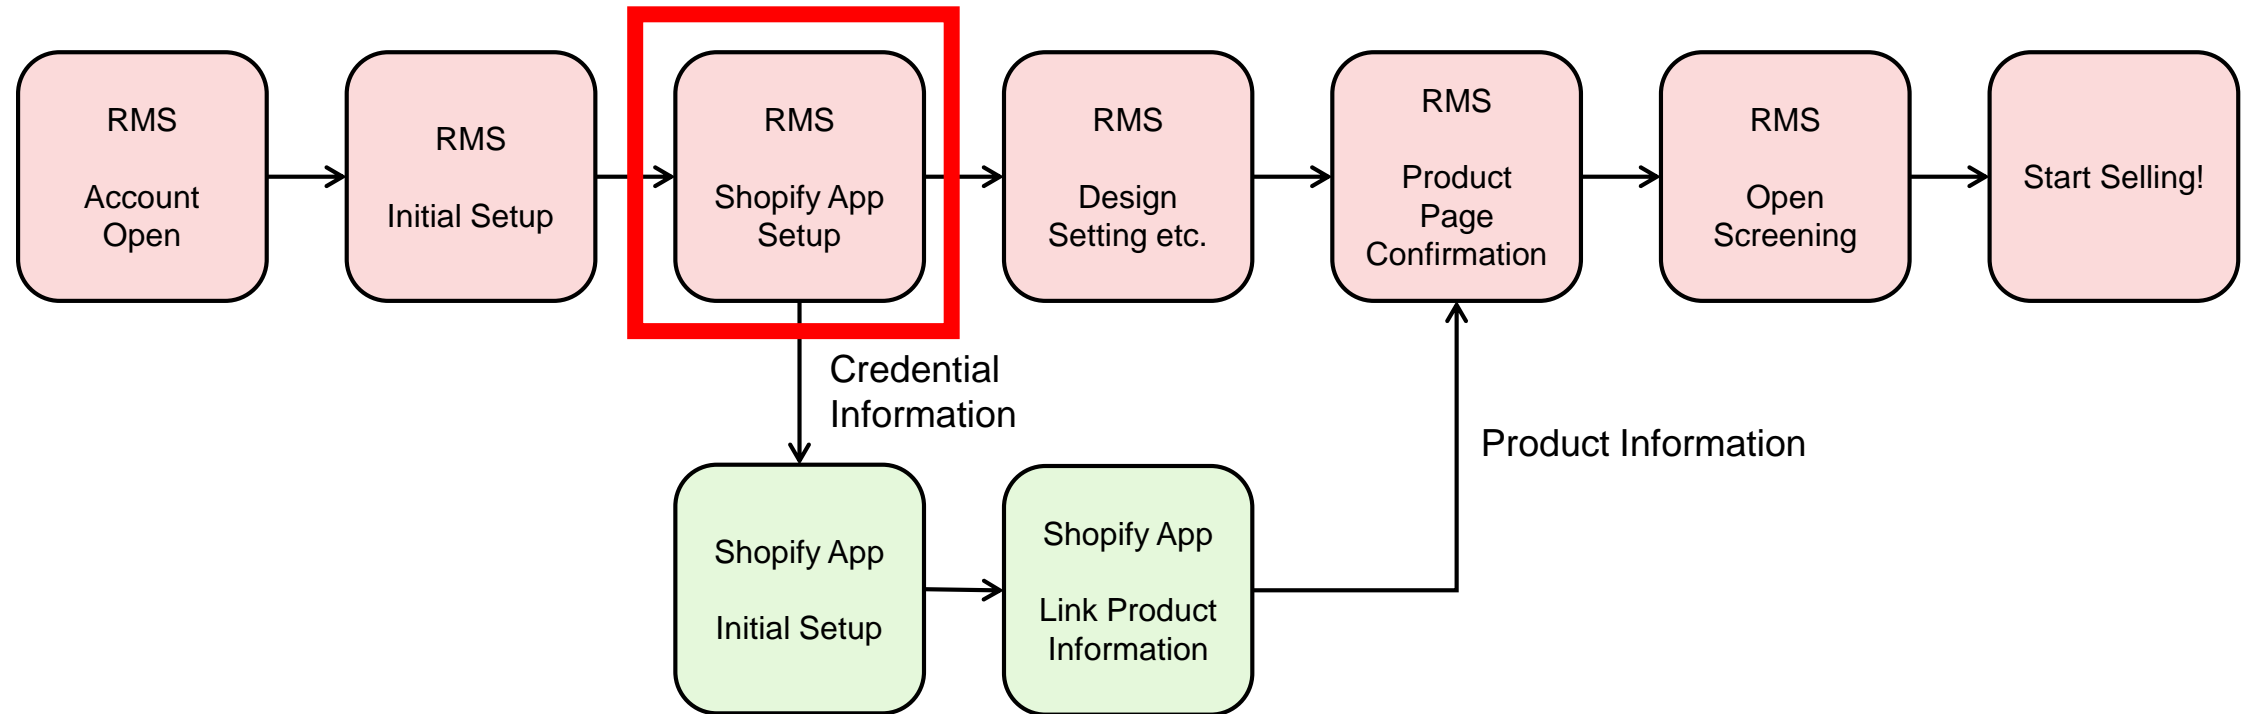 RMS
Account
Open
RMS
Initial Setup
RMS
Shopify App
Setup
RMS
Design
Setting etc.
RMS
Product
Page
Confirmation
RMS
Open
Screening
Start Selling!
Credential
Information
Product Information
Shopify App
Initial Setup
Shopify App
Link Product
Information